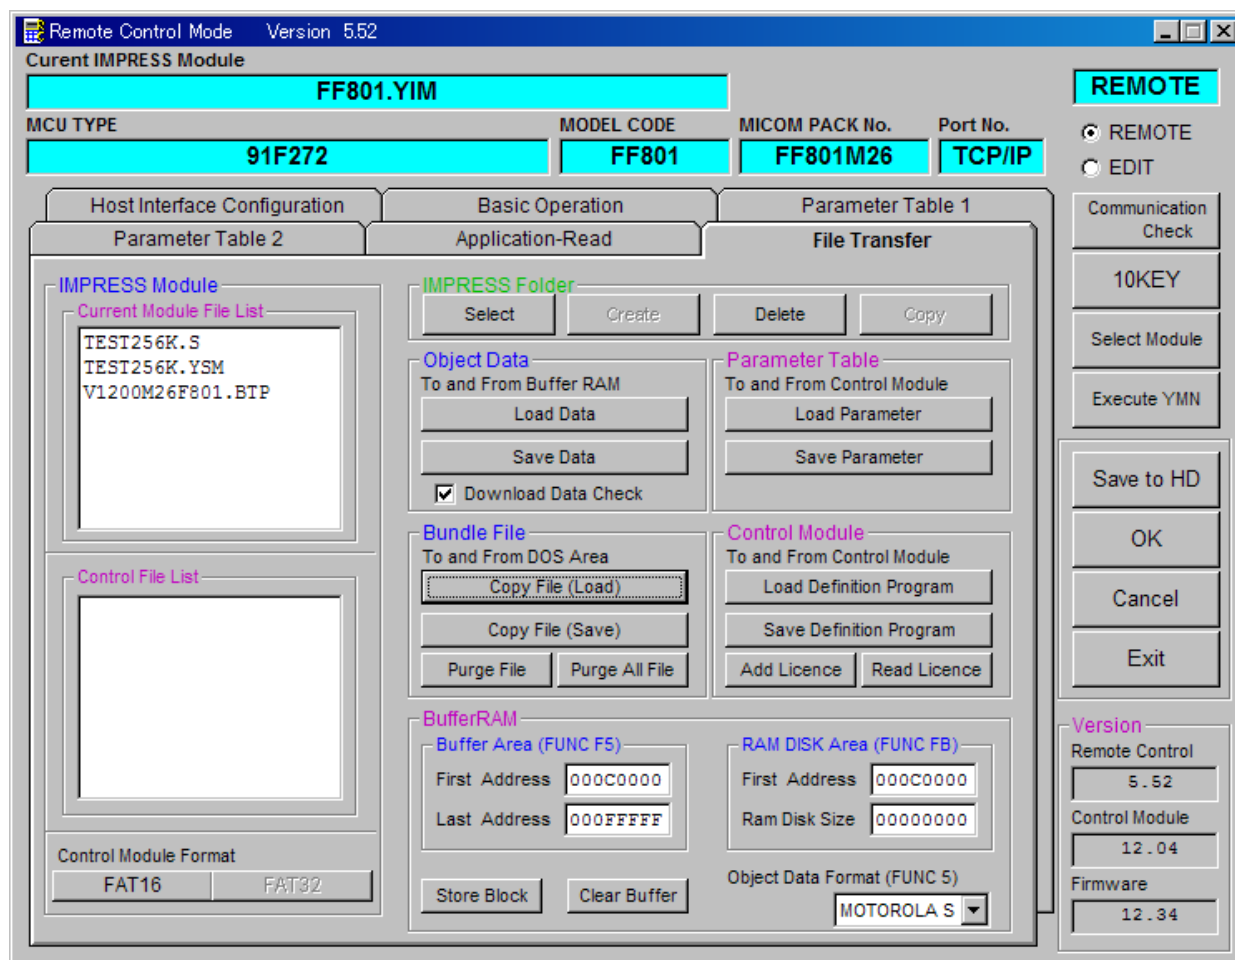 Remote Control Mode Version 5.52
Curent IMPRESS Module
FF801.YIM
MCU TYPE
MODEL CODE
MICOM PACK No.
Port No.
91F272
FF801
FF801M26
TCP/IP
REMOTE
REMOTE
EDIT
Host Interface Configuration
Basic Operation
Parameter Table 1
Parameter Table 2
Application-Read
File Transfer
IMPRESS Module
Current Module File List
TEST256K.S
TEST256K.YSM
V1200M26F801.BTP
Control File List
Control Module Format
FAT16
FAT32
IMPRESS Folder
Select
Create
Delete
Copy
Object Data
To and From Buffer RAM
Load Data
Save Data
Download Data Check
Parameter Table
To and From Control Module
Load Parameter
Save Parameter
Bundle File
To and From DOS Area
Copy File (Load)
Copy File (Save)
Purge File
Purge All File
Control Module
To and From Control Module
Load Definition Program
Save Definition Program
Add Licence
Read Licence
BufferRAM
Buffer Area (FUNC F5)
First Address 000C0000
Last Address 000FFFFF
RAM DISK Area (FUNC FB)
First Address 000C0000
Ram Disk Size 00000000
Store Block
Clear Buffer
Object Data Format (FUNC 5)
MOTOROLA S
Communication
Check
10KEY
Select Module
Execute YMN
Save to HD
OK
Cancel
Exit
Version
Remote Control
5.52
Control Module
12.04
Firmware
12.34